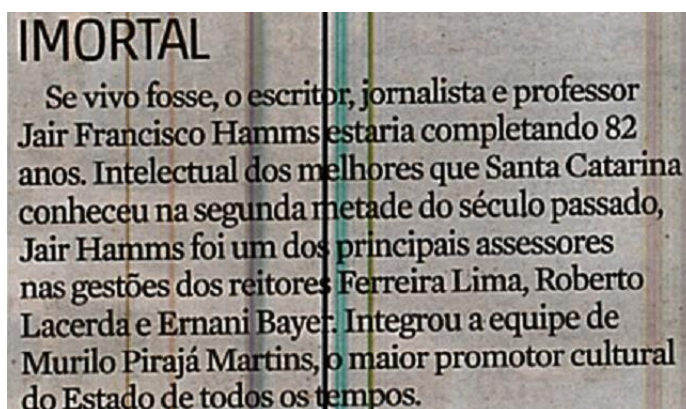 IMORTAL
Se vivo fosse, o escritor, jornalista e professor
Jair Francisco Hamms estaria completando 82
anos. Intelectual dos melhores que Santa Catarina
conheceu na segunda metade do século passado,
Jair Hamms foi um dos principais assessores
nas gestões dos reitores Ferreira Lima, Roberto
Lacerda e Ernani Bayer. Integrou a equipe de
Murilo Pirajá Martins, o maior promotor cultural
do Estado de todos os tempos.